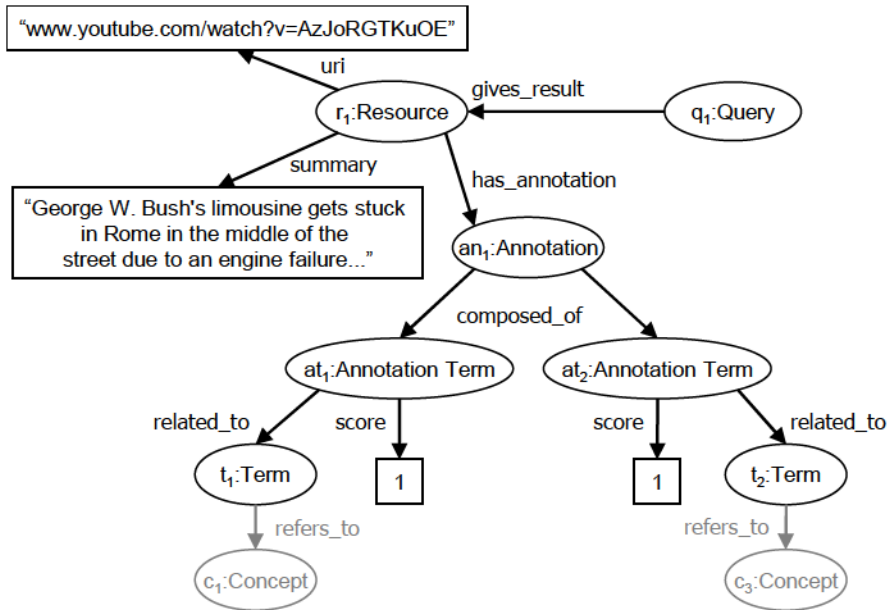 “www.youtube.com/watch?v=AzJoRGTKuOE”
uri
gives_result
r₁:Resource
q₁:Query
summary
has_annotation
“George W. Bush's limousine gets stuck
in Rome in the middle of the
street due to an engine failure...”
an₁:Annotation
composed_of
at₁:Annotation Term
at₂:Annotation Term
related_to
score
score
related_to
t₁:Term
1
1
t₂:Term
refers_to
refers_to
c₁:Concept
c₃:Concept